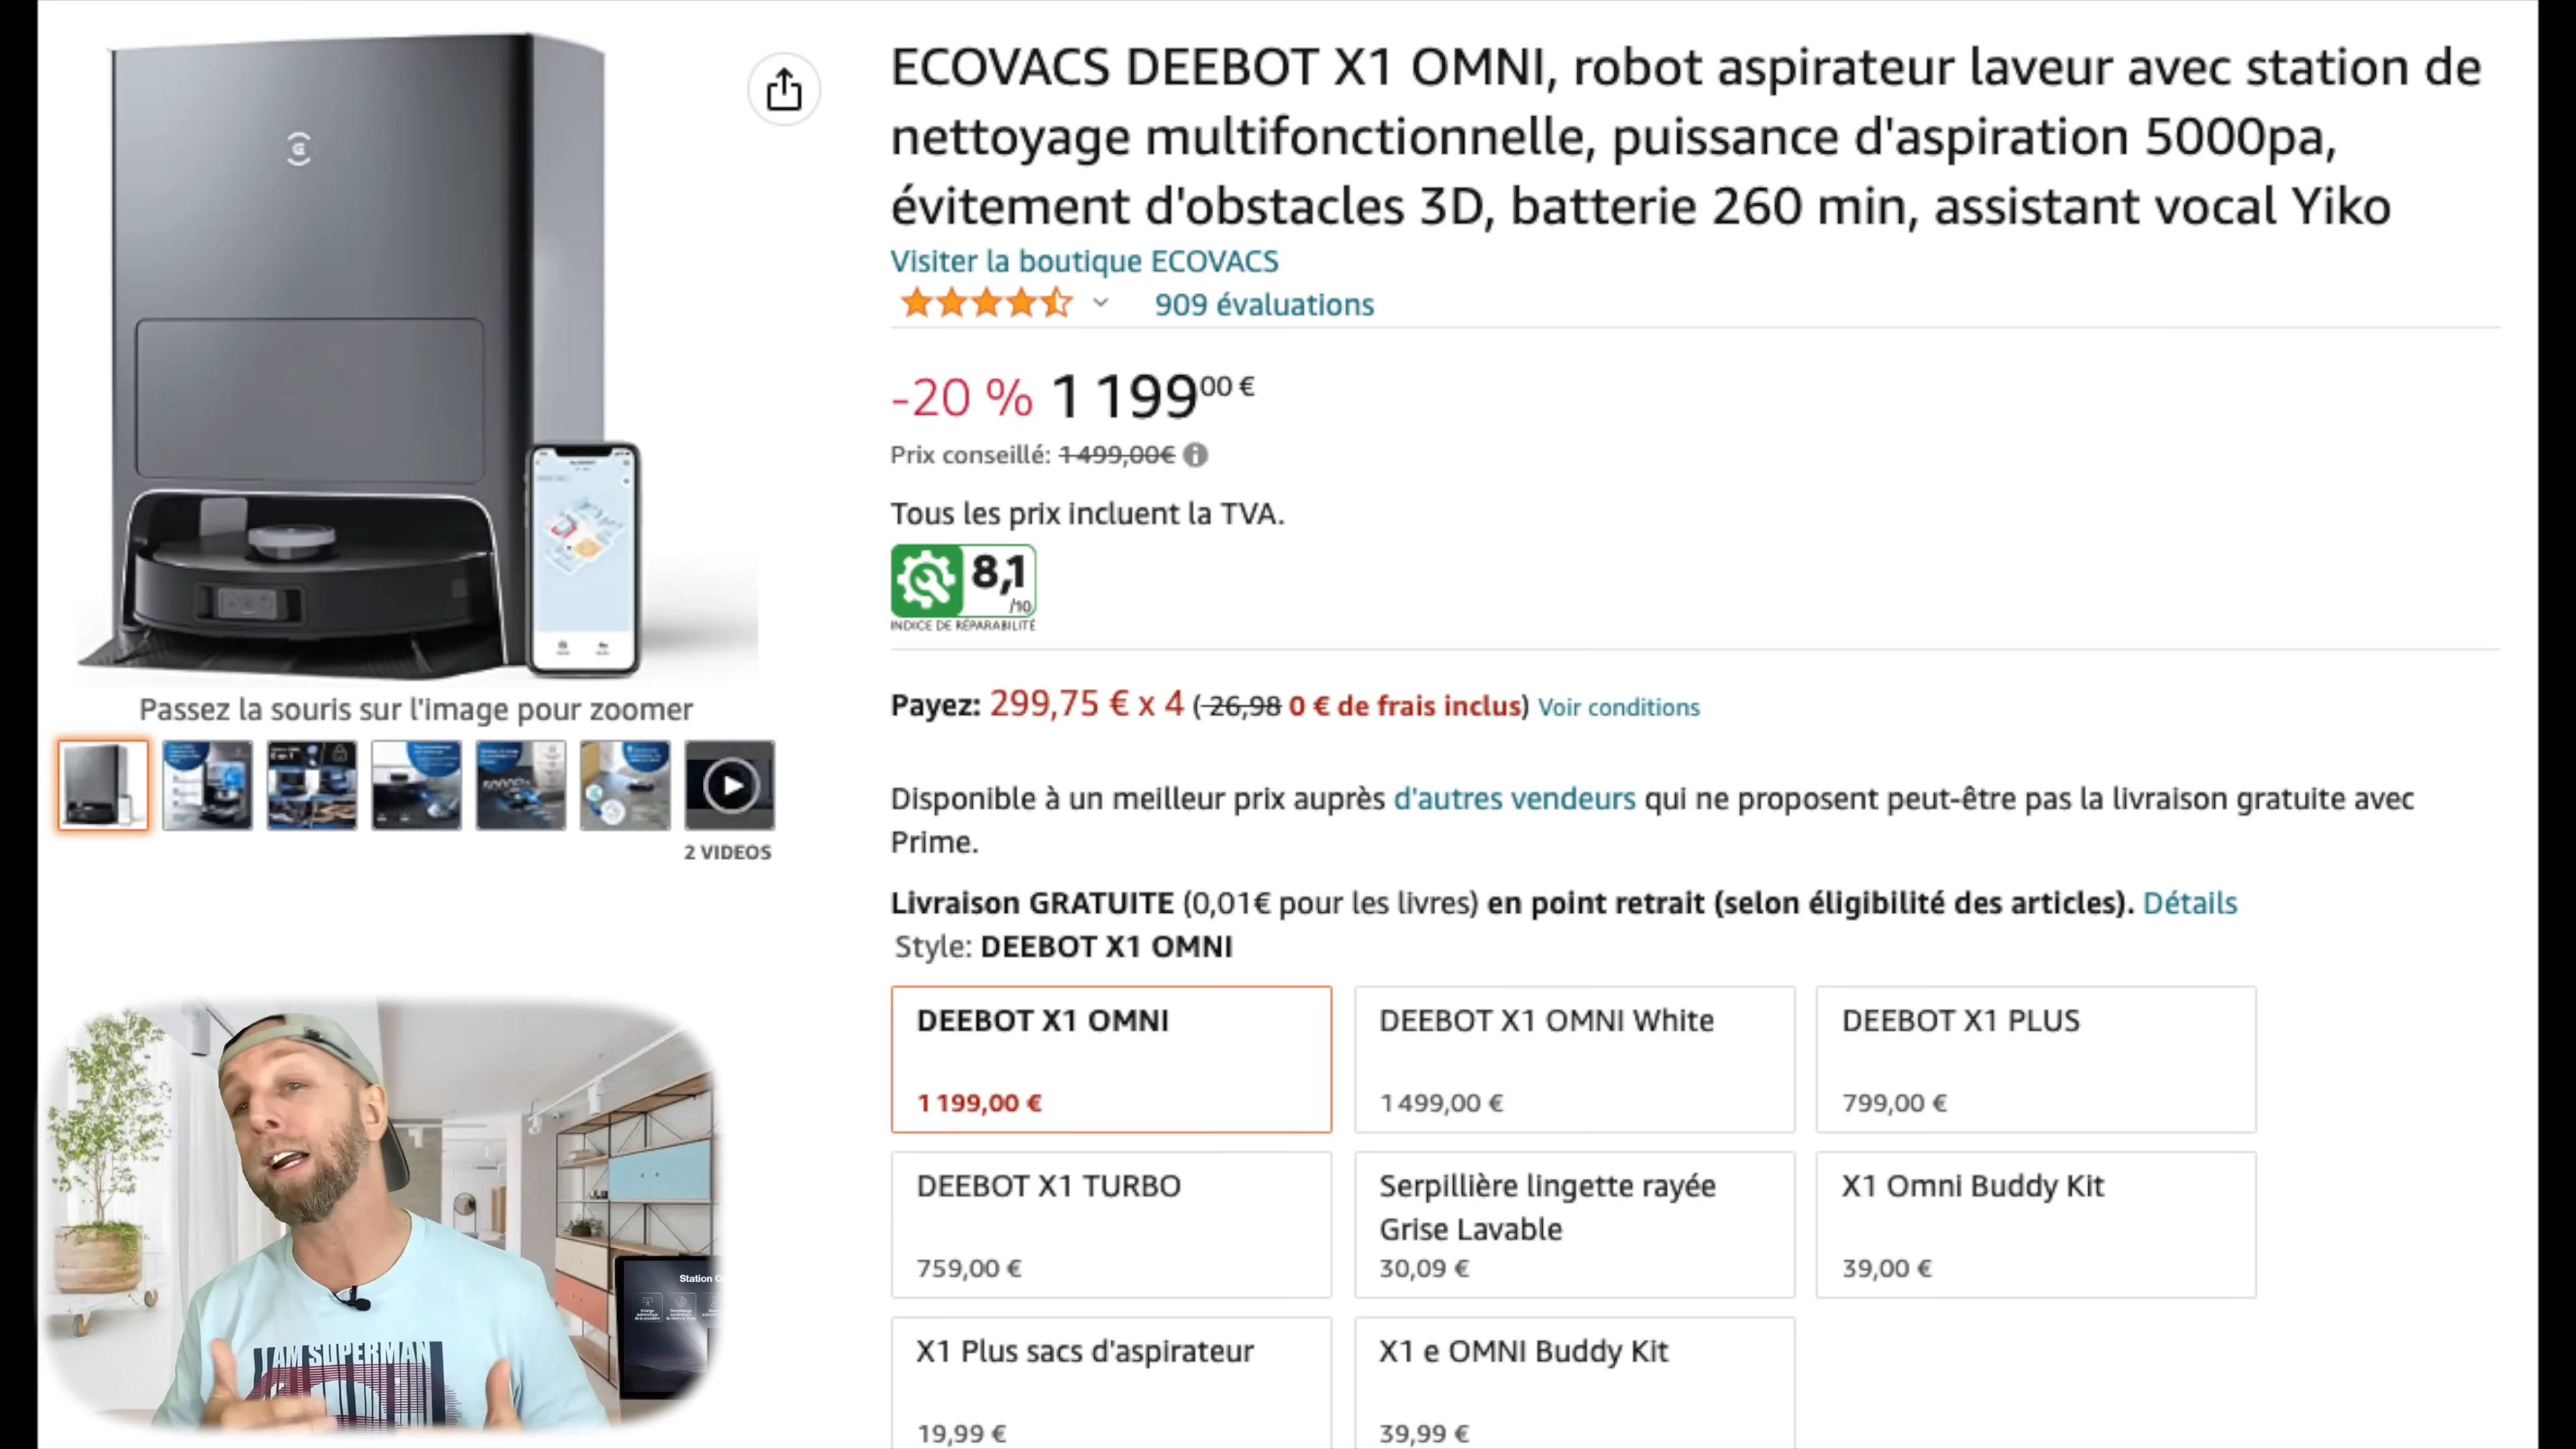 ECOVACS DEEBOT X1 OMNI, robot aspirateur laveur avec station de
nettoyage multifonctionnelle, puissance d'aspiration 5000pa,
évitement d'obstacles 3D, batterie 260 min, assistant vocal Yiko
Visiter la boutique ECOVACS
909 évaluations
-20 % 1 19900 €
Prix conseillé: 1 499,00€
Tous les prix incluent la TVA.
8,1
/10
INDICE DE RÉPARABILITÉ
Payez: 299,75 € x 4 (26,98 0 € de frais inclus) Voir conditions
Disponible à un meilleur prix auprès d'autres vendeurs qui ne proposent peut-être pas la livraison gratuite avec
Prime.
Livraison GRATUITE (0,01€ pour les livres) en point retrait (selon éligibilité des articles). Détails
Style: DEEBOT X1 OMNI
DEEBOT X1 OMNI
1 199,00 €
DEEBOT X1 OMNI White
1 499,00 €
DEEBOT X1 PLUS
799,00 €
DEEBOT X1 TURBO
759,00 €
Serpillière lingette rayée
Grise Lavable
30,09 €
X1 Omni Buddy Kit
39,00 €
X1 Plus sacs d'aspirateur
19,99 €
X1 e OMNI Buddy Kit
39,99 €
Passez la souris sur l'image pour zoomer
2 VIDEOS
Station
I AM SUPERMAN